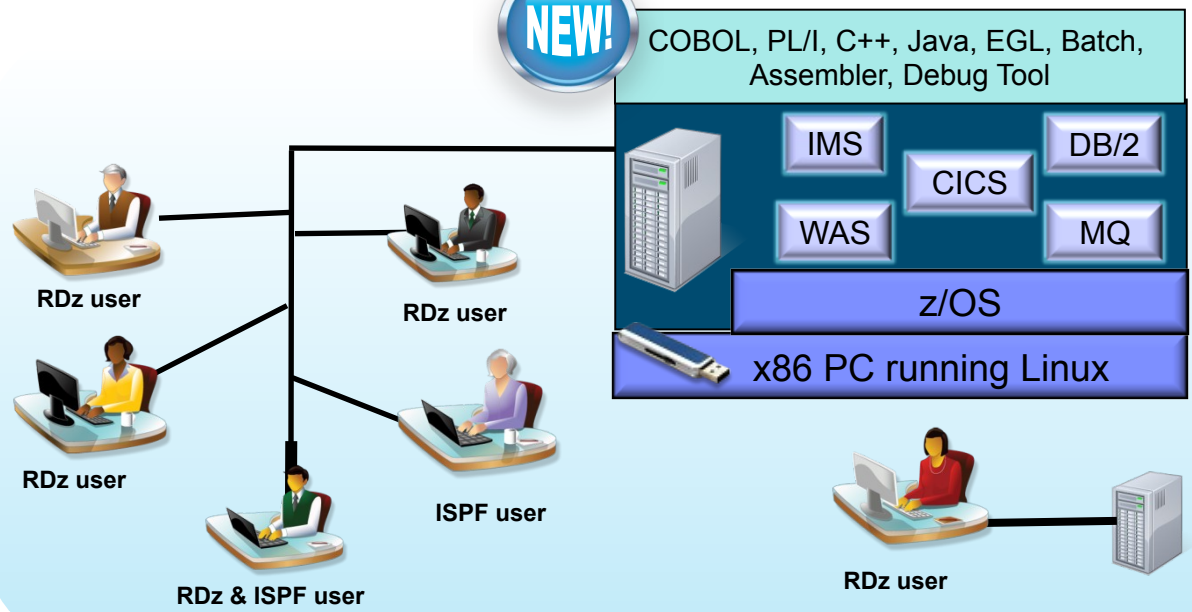 NEW!
COBOL, PL/I, C++, Java, EGL, Batch,
Assembler, Debug Tool
IMS
DB/2
CICS
WAS
MQ
z/OS
x86 PC running Linux
RDz user
RDz user
RDz user
ISPF user
RDz & ISPF user
RDz user